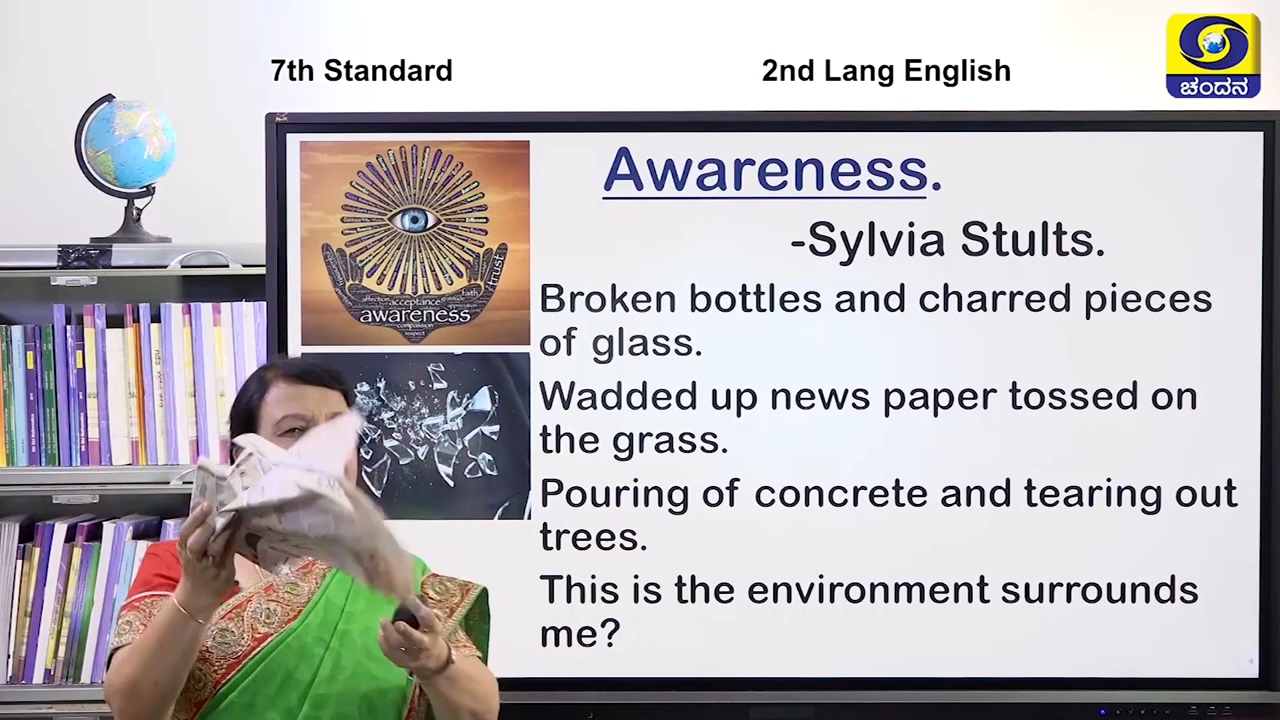 7th Standard
2nd Lang English
ಚಂದನ
Awareness.
-Sylvia Stults.
Broken bottles and charred pieces
of glass.
Wadded up news paper tossed on
the grass.
Pouring of concrete and tearing out
trees.
This is the environment surrounds
me?
trust
faith
affection
acceptance
awareness
compassion
respect